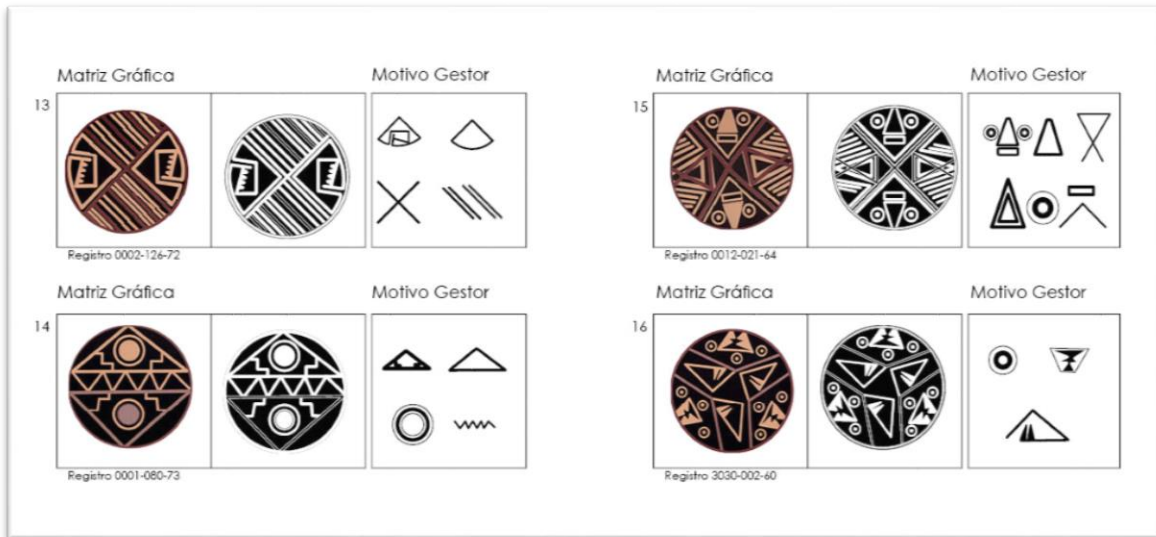 Matriz Gráfica
Motivo Gestor
13
Registro 0002-126-72
Matriz Gráfica
Motivo Gestor
14
Registro 0001-080-73
Matriz Gráfica
Motivo Gestor
15
Registro 0012-021-64
Matriz Gráfica
Motivo Gestor
16
Registro 3030-002-60